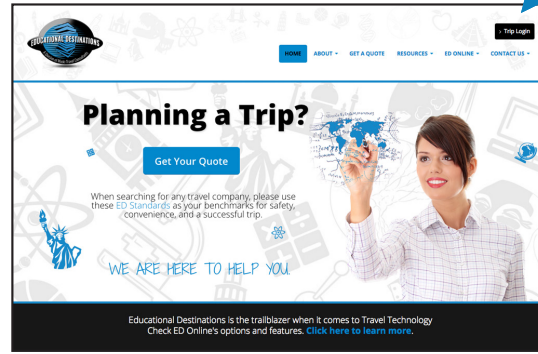 EDUCATIONAL DESTINATIONS
Trip Login
HOME ABOUT GET A QUOTE RESOURCES ED ONLINE CONTACT US
Planning a Trip?
Get Your Quote
When searching for any travel company, please use
these ED Standards as your benchmarks for safety,
convenience, and a successful trip.
WE ARE HERE TO HELP YOU
Educational Destinations is the trailblazer when it comes to Travel Technology
Check ED Online's options and features. Click here to learn more.